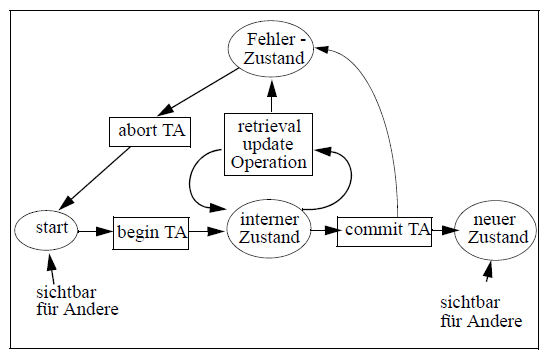 Fehler -
Zustand
abort TA
retrieval
update
Operation
start
begin TA
interner
Zustand
commit TA
neuer
Zustand
sichtbar
für Andere
sichtbar
für Andere